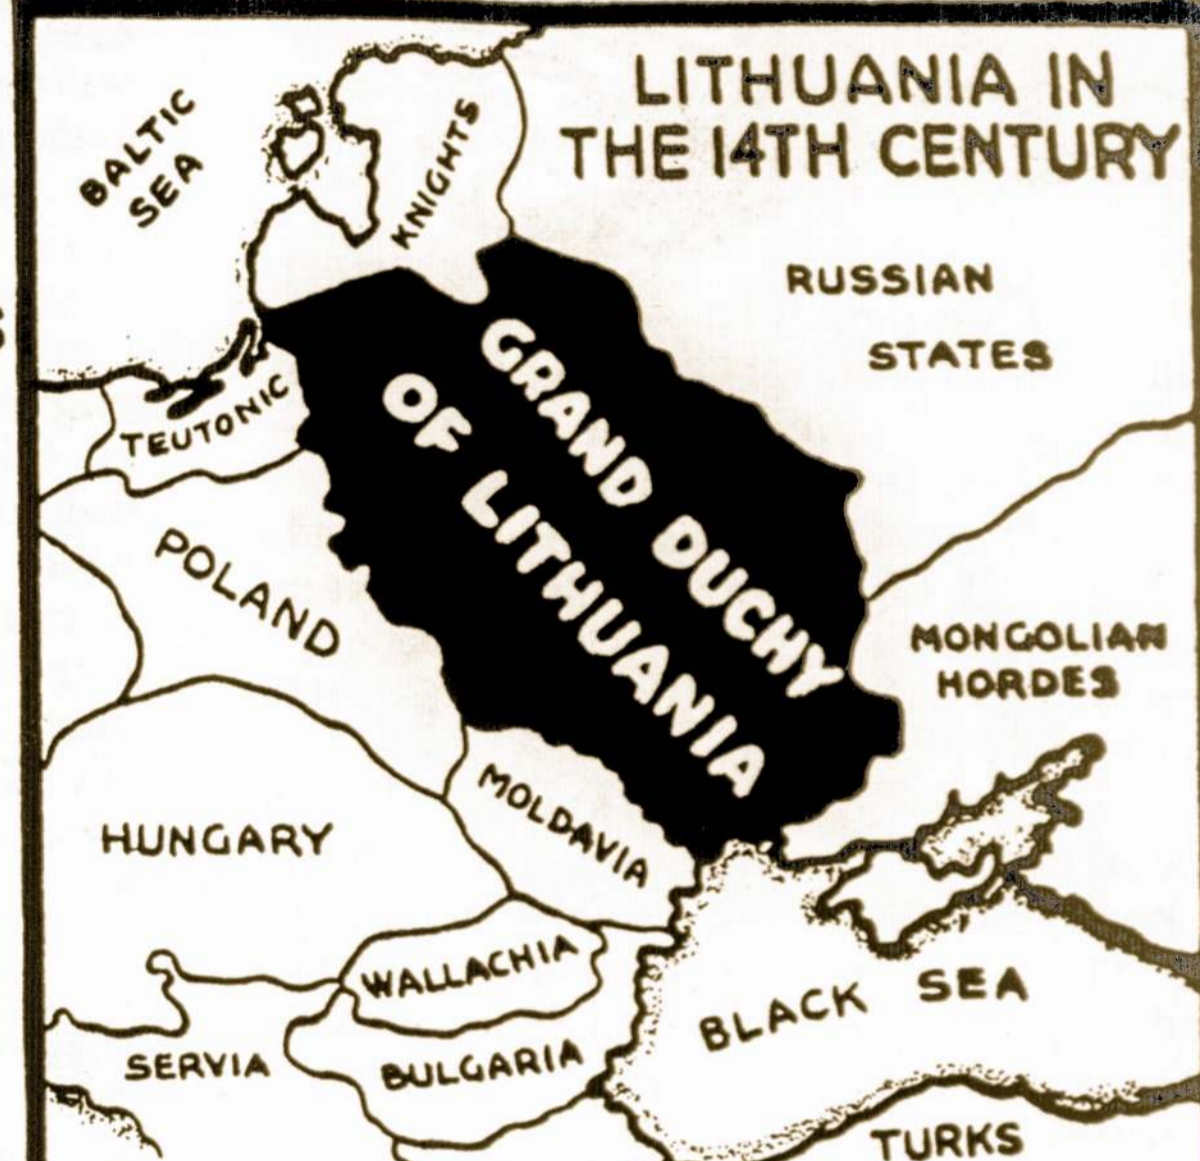 LITHUANIA IN
THE 14TH CENTURY
BALTIC
SEA
KNIGHTS
RUSSIAN
STATES
TEUTONIC
GRAND DUCHY
OF LITHUANIA
POLAND
MONGOLIAN
HORDES
MOLDAVIA
HUNGARY
WALLACHIA
BLACK SEA
SERVIA
BULGARIA
TURKS